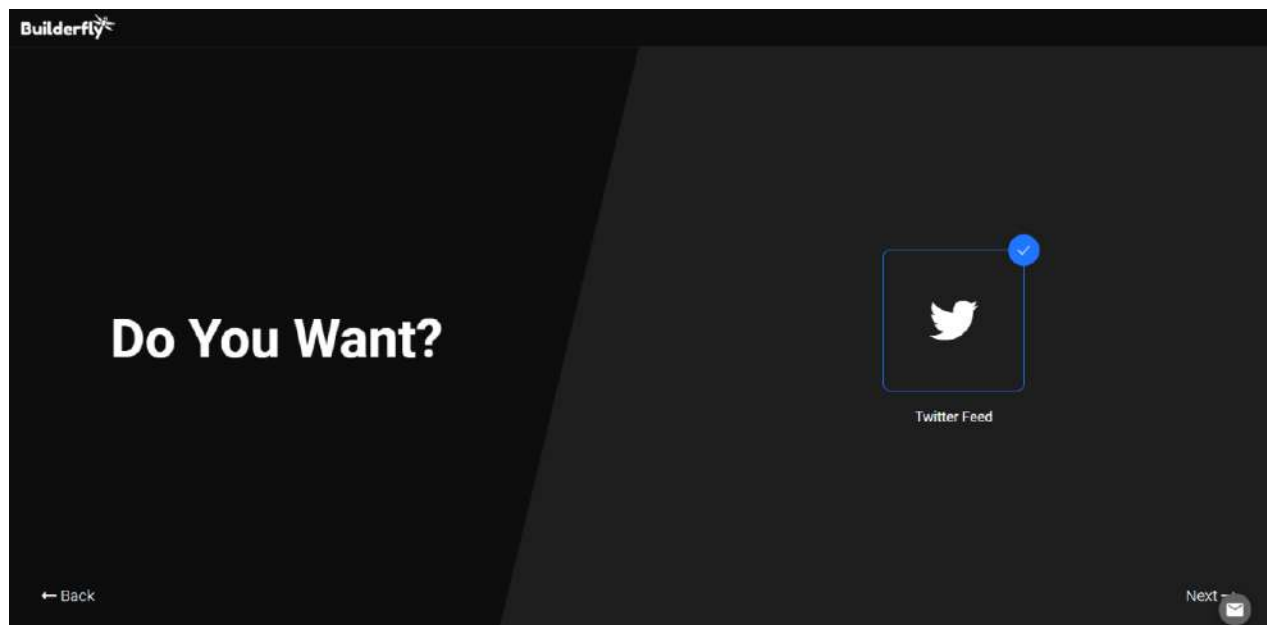 Builderfly
Do You Want?
Twitter Feed
← Back
Next →